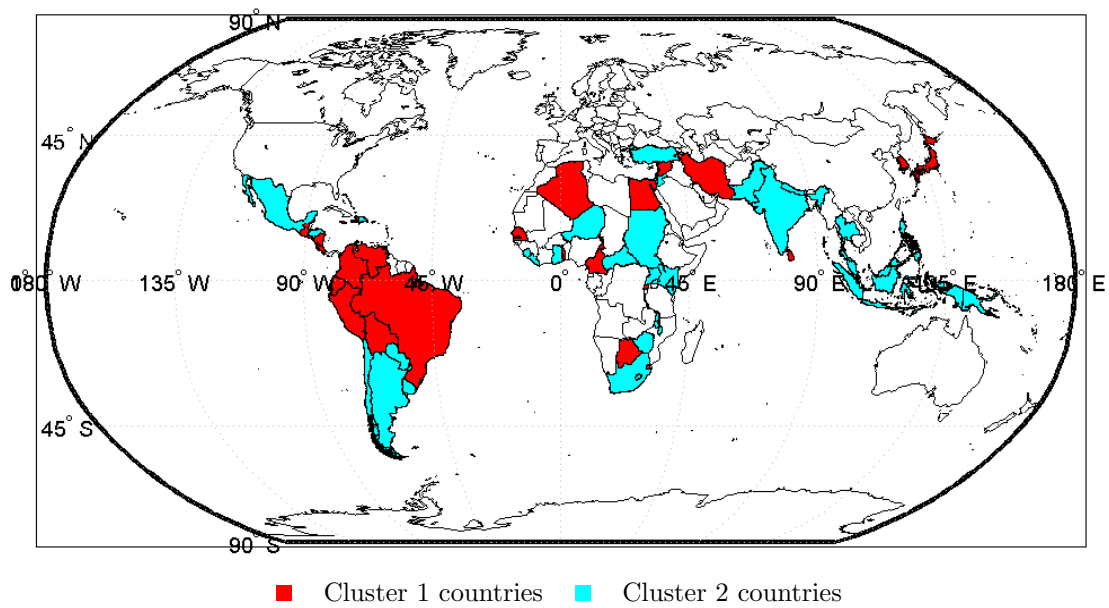 90° N
45° N
180° W 135° W 90° W 45° W 0° 45° E 90° E 135° E 180° E
45° S
90° S
Cluster 1 countries Cluster 2 countries